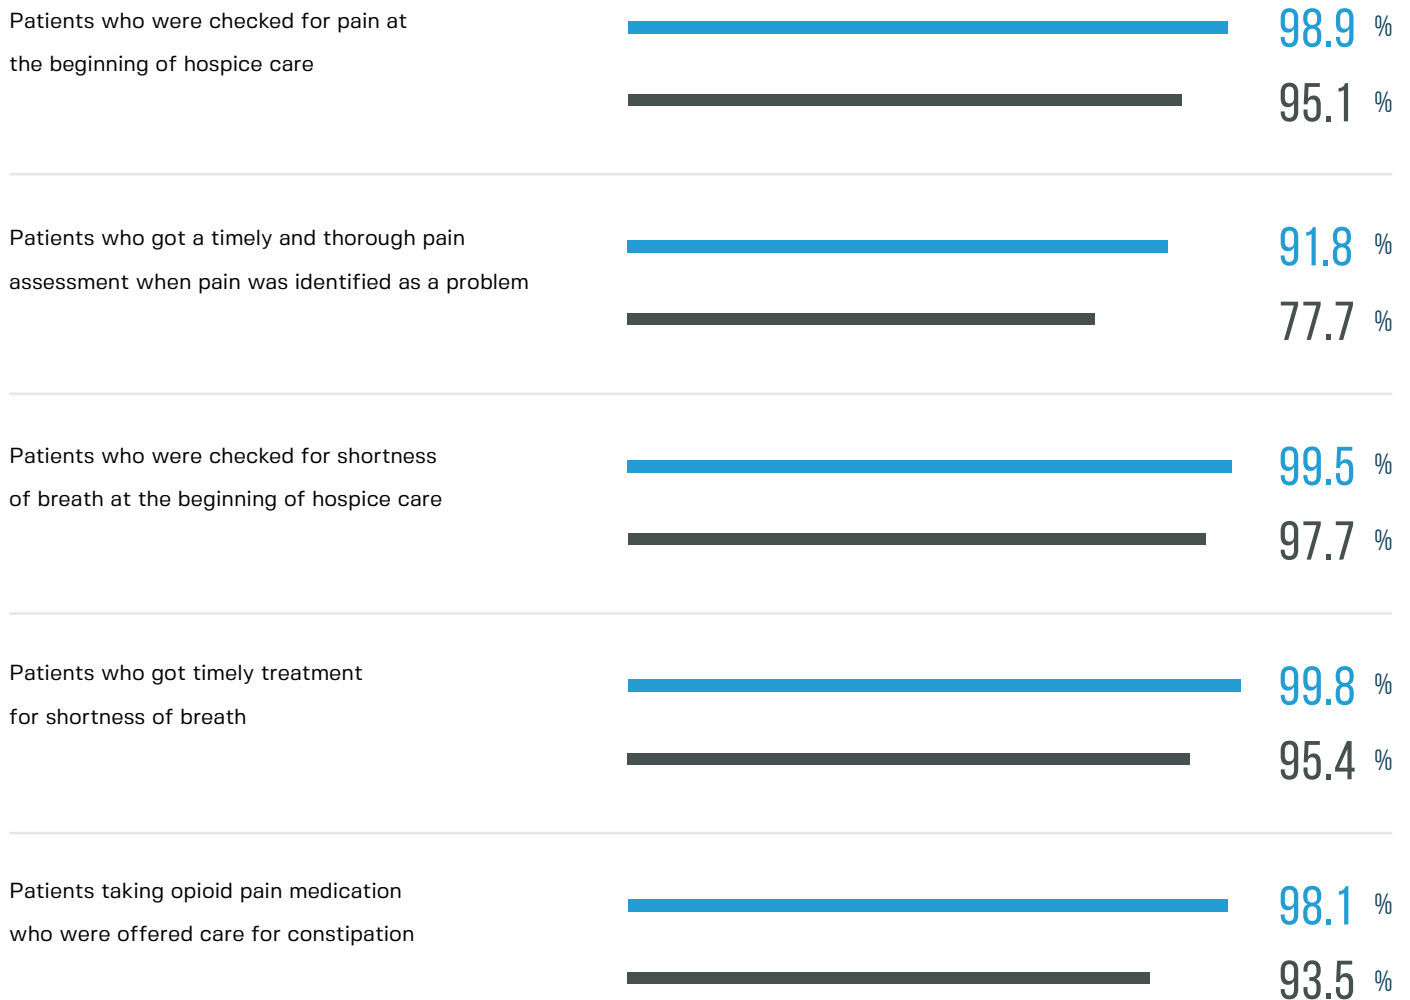 Patients who were checked for pain at
the beginning of hospice care
98.9 %
95.1 %
Patients who got a timely and thorough pain
assessment when pain was identified as a problem
91.8 %
77.7 %
Patients who were checked for shortness
of breath at the beginning of hospice care
99.5 %
97.7 %
Patients who got timely treatment
for shortness of breath
99.8 %
95.4 %
Patients taking opioid pain medication
who were offered care for constipation
98.1 %
93.5 %